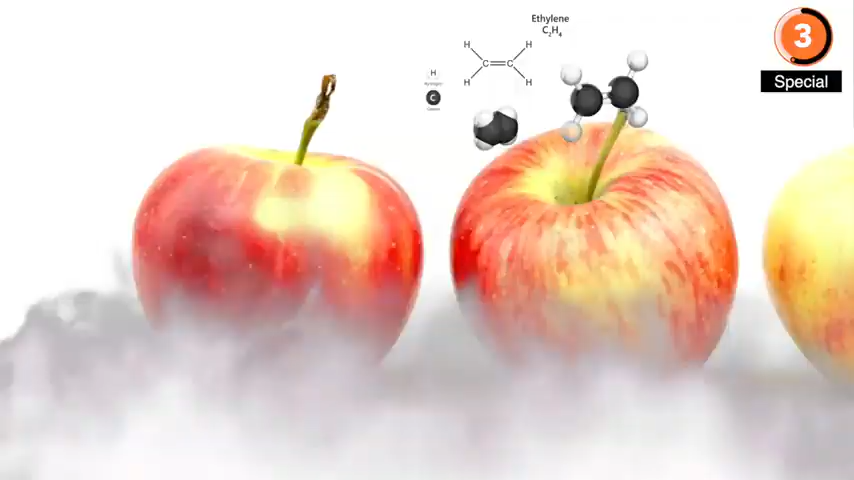 Ethylene
C₂H₄
H H
C C
H H
H
C
3
Special